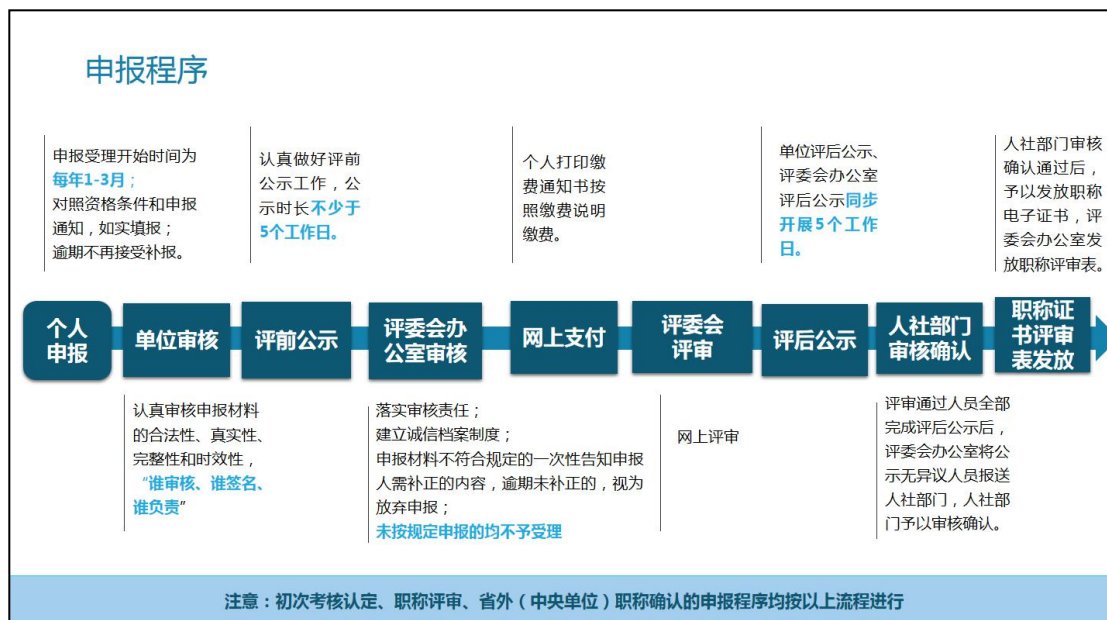 申报程序
申报受理开始时间为
每年1-3月；
对照资格条件和申报
通知，如实填报；
逾期不再接受补报。
认真做好评前
公示工作，公
示时长不少于
5个工作日。
个人打印缴
费通知书按
照缴费说明
缴费。
单位评后公示、
评委会办公室
评后公示同步
开展5个工作
日。
人社部门审核
确认通过后，
予以发放职称
电子证书，评
委会办公室发
放职称评审表。
个人
申报
单位审核
评前公示
评委会办
公室审核
网上支付
评委会
评审
评后公示
人社部门
审核确认
职称证
书评审
表发放
认真审核申报材料
的合法性、真实性、
完整性和时效性，
“谁审核、谁签名、
谁负责”
落实审核责任；
建立诚信档案制度；
申报材料不符合规定的一次性告知申报
人需补正的内容，逾期未补正的，视为
放弃申报；
未按规定申报的均不予受理
网上评审
评审通过人员全部
完成评后公示后，
评委会办公室将公
示无异议人员报送
人社部门，人社部
门予以审核确认。
注意：初次考核认定、职称评审、省外（中央单位）职称确认的申报程序均按以上流程进行